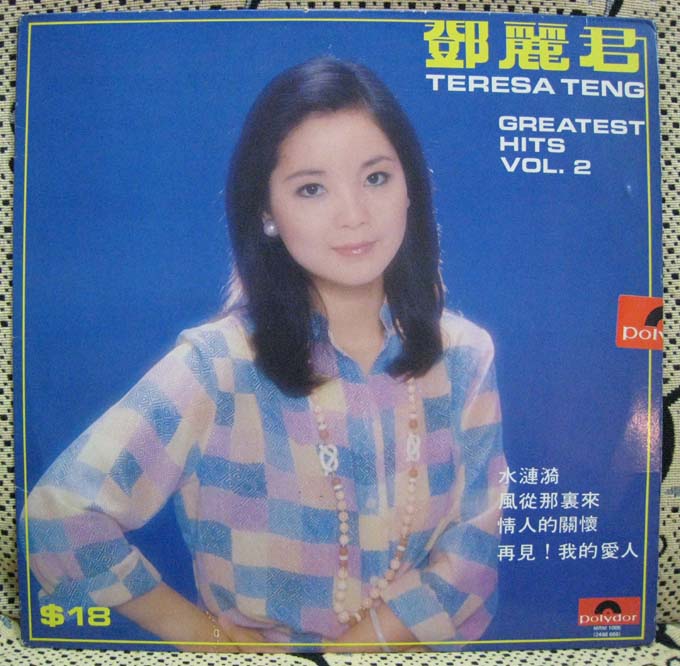 鄧麗君
TERESA TENG
GREATEST
HITS
VOL. 2
poly
水漣漪
風從那裏來
情人的關懷
再見！我的愛人
$18
polydor